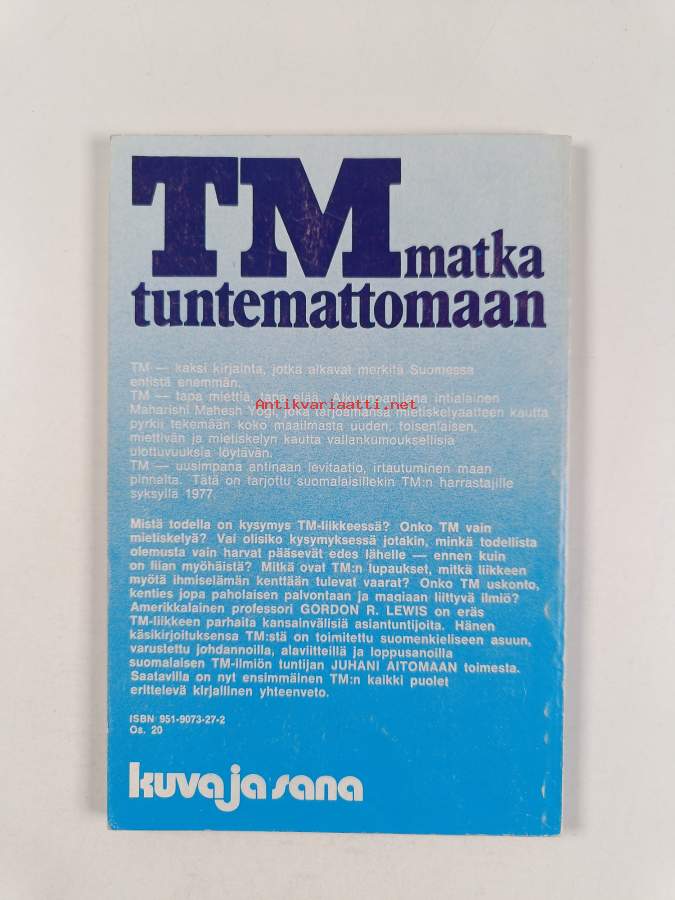 TM matka
tuntemattomaan
TM — kaksi kirjainta, jotka alkavat merkitä Suomessa
entistä enemmän.
TM — tapa miettiä, tapa elää. Alkuunpanijana intialainen
Antikvariaatti.net
Maharishi Mahesh Yogi, joka tarjoamansa mietiskelyaatteen kautta
pyrkii tekemään koko maailmasta uuden, toisenlaisen,
miettivän ja mietiskelyn kautta vallankumouksellisia
ulottuvuuksia löytävän.
TM — uusimpana antinaan levitaatio, irtautuminen maan
pinnalta. Tätä on tarjottu suomalaisillekin TM:n harrastajille
syksyllä 1977.
Mistä todella on kysymys TM-liikkeessä? Onko TM vain
mietiskelyä? Vai olisiko kysymyksessä jotakin, minkä todellista
olemusta vain harvat pääsevät edes lähelle — ennen kuin
on liian myöhäistä? Mitkä ovat TM:n lupaukset, mitkä liikkeen
myötä ihmiselämän kenttään tulevat vaarat? Onko TM uskonto,
kenties jopa paholaisen palvontaan ja magiaan liittyvä ilmiö?
Amerikkalainen professori GORDON R. LEWIS on eräs
TM-liikkeen parhaita kansainvälisiä asiantuntijoita. Hänen
käsikirjoituksensa TM:stä on toimitettu suomenkieliseen asuun,
varustettu johdannoilla, alaviitteillä ja loppusanoilla
suomalaisen TM-ilmiön tuntijan JUHANI AITOMAAN toimesta.
Saatavilla on nyt ensimmäinen TM:n kaikki puolet
erittelevä kirjallinen yhteenveto.
ISBN 951-9073-27-2
Os. 20
kuva ja sana